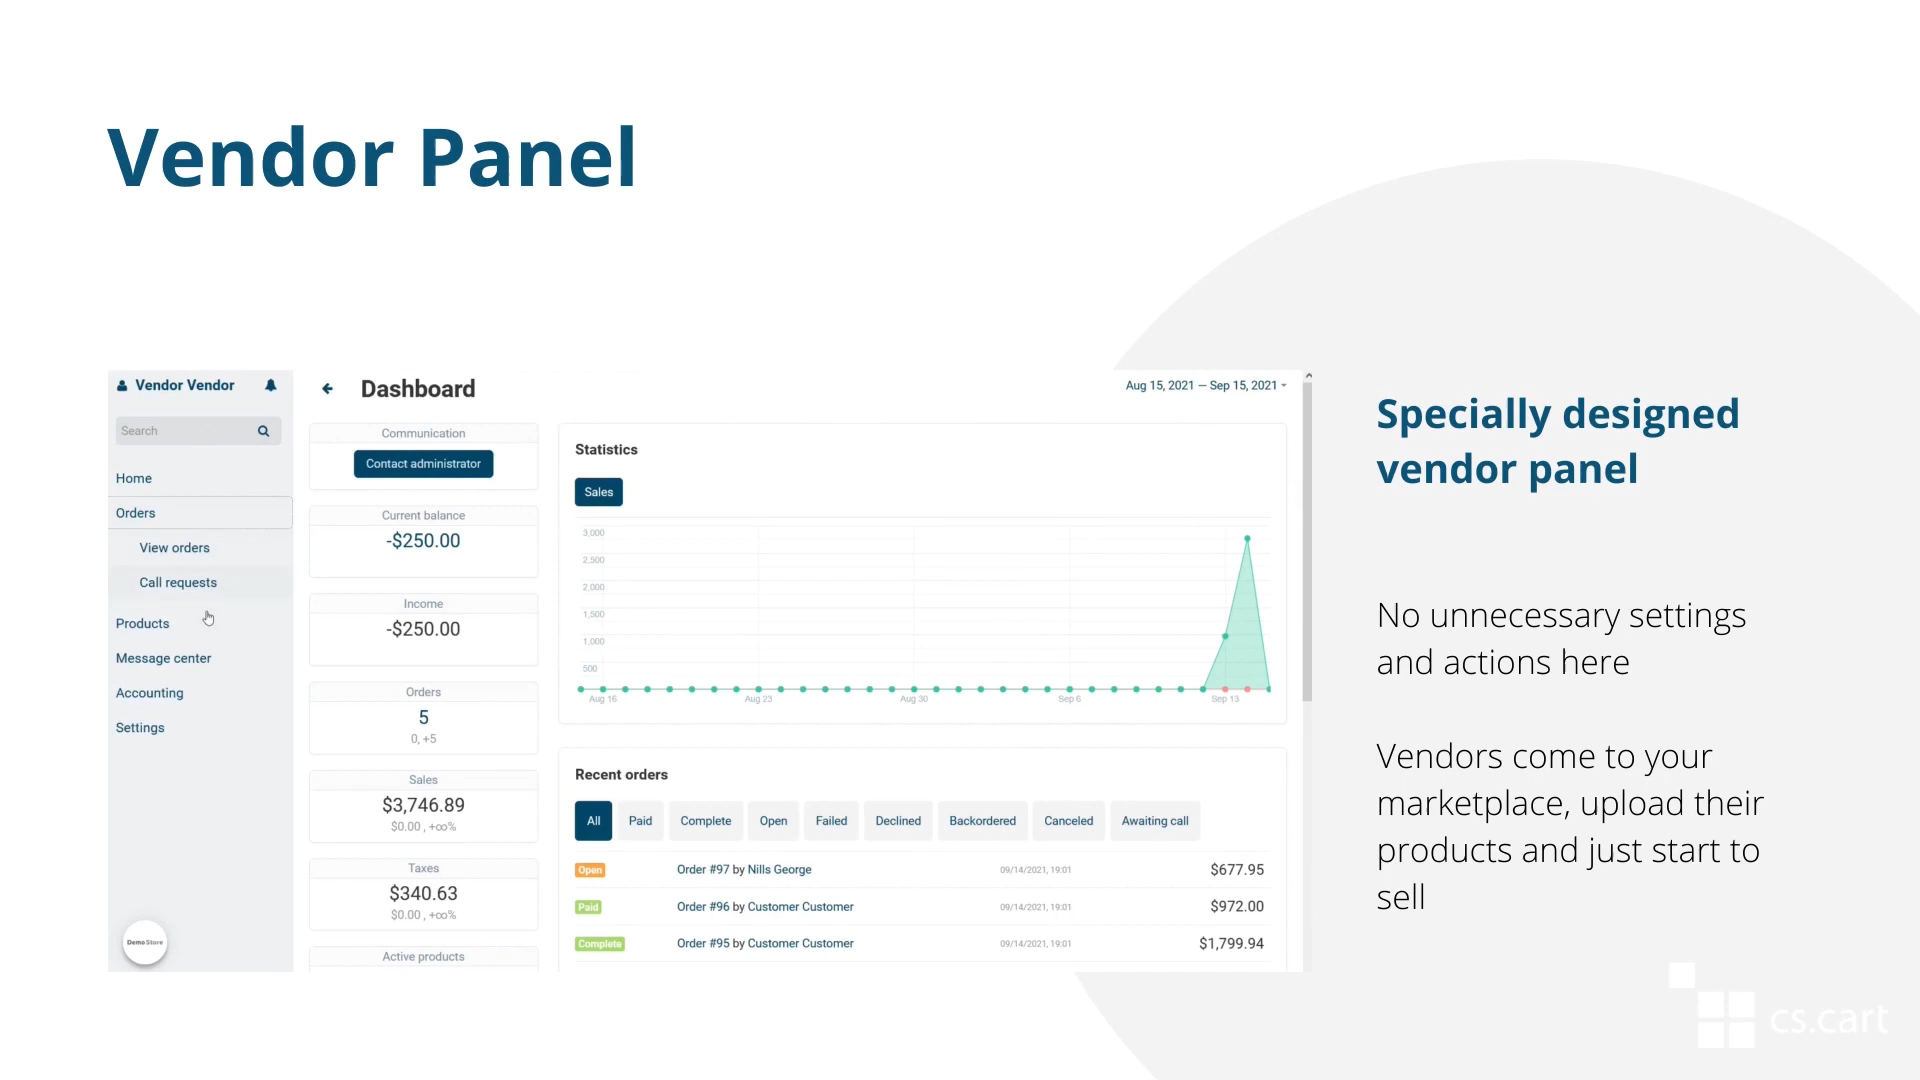 Vendor Panel
Vendor Vendor
Search
Home
Orders
View orders
Call requests
Products
Message center
Accounting
Settings
Demo Store
Dashboard
Aug 15, 2021 — Sep 15, 2021
Communication
Contact administrator
Current balance
-$250.00
Income
-$250.00
Orders
5
0, +5
Sales
$3,746.89
$0.00 , +∞%
Taxes
$340.63
$0.00 , +∞%
Active products
Statistics
Sales
3,000
2,500
2,000
1,500
1,000
500
Aug 16 Aug 23 Aug 30 Sep 6 Sep 13
Recent orders
All Paid Complete Open Failed Declined Backordered Canceled Awaiting call
Open Order #97 by Nills George 09/14/2021, 19:01 $677.95
Paid Order #96 by Customer Customer 09/14/2021, 19:01 $972.00
Complete Order #95 by Customer Customer 09/14/2021, 19:01 $1,799.94
Specially designed
vendor panel
No unnecessary settings
and actions here
Vendors come to your
marketplace, upload their
products and just start to
sell
cs.cart